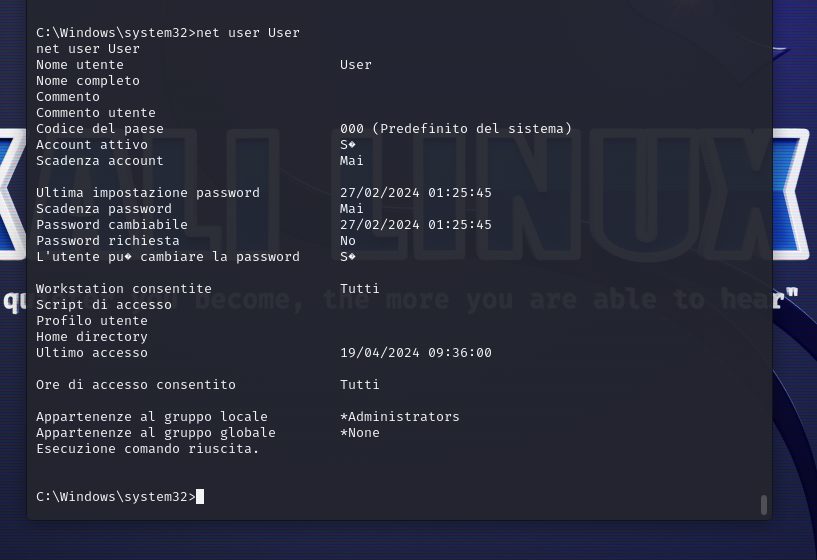 C:\Windows\system32>net user User
net user User
Nome utente User
Nome completo
Commento
Commento utente
Codice del paese 000 (Predefinito del sistema)
Account attivo S�
Scadenza account Mai
Ultima impostazione password 27/02/2024 01:25:45
Scadenza password Mai
Password cambiabile 27/02/2024 01:25:45
Password richiesta No
L'utente pu� cambiare la password S�
Workstation consentite Tutti
Script di accesso
Profilo utente
Home directory
Ultimo accesso 19/04/2024 09:36:00
Ore di accesso consentito Tutti
Appartenenze al gruppo locale *Administrators
Appartenenze al gruppo globale *None
Esecuzione comando riuscita.
C:\Windows\system32>
KALI LINUX
you become, the more you are able to hear"